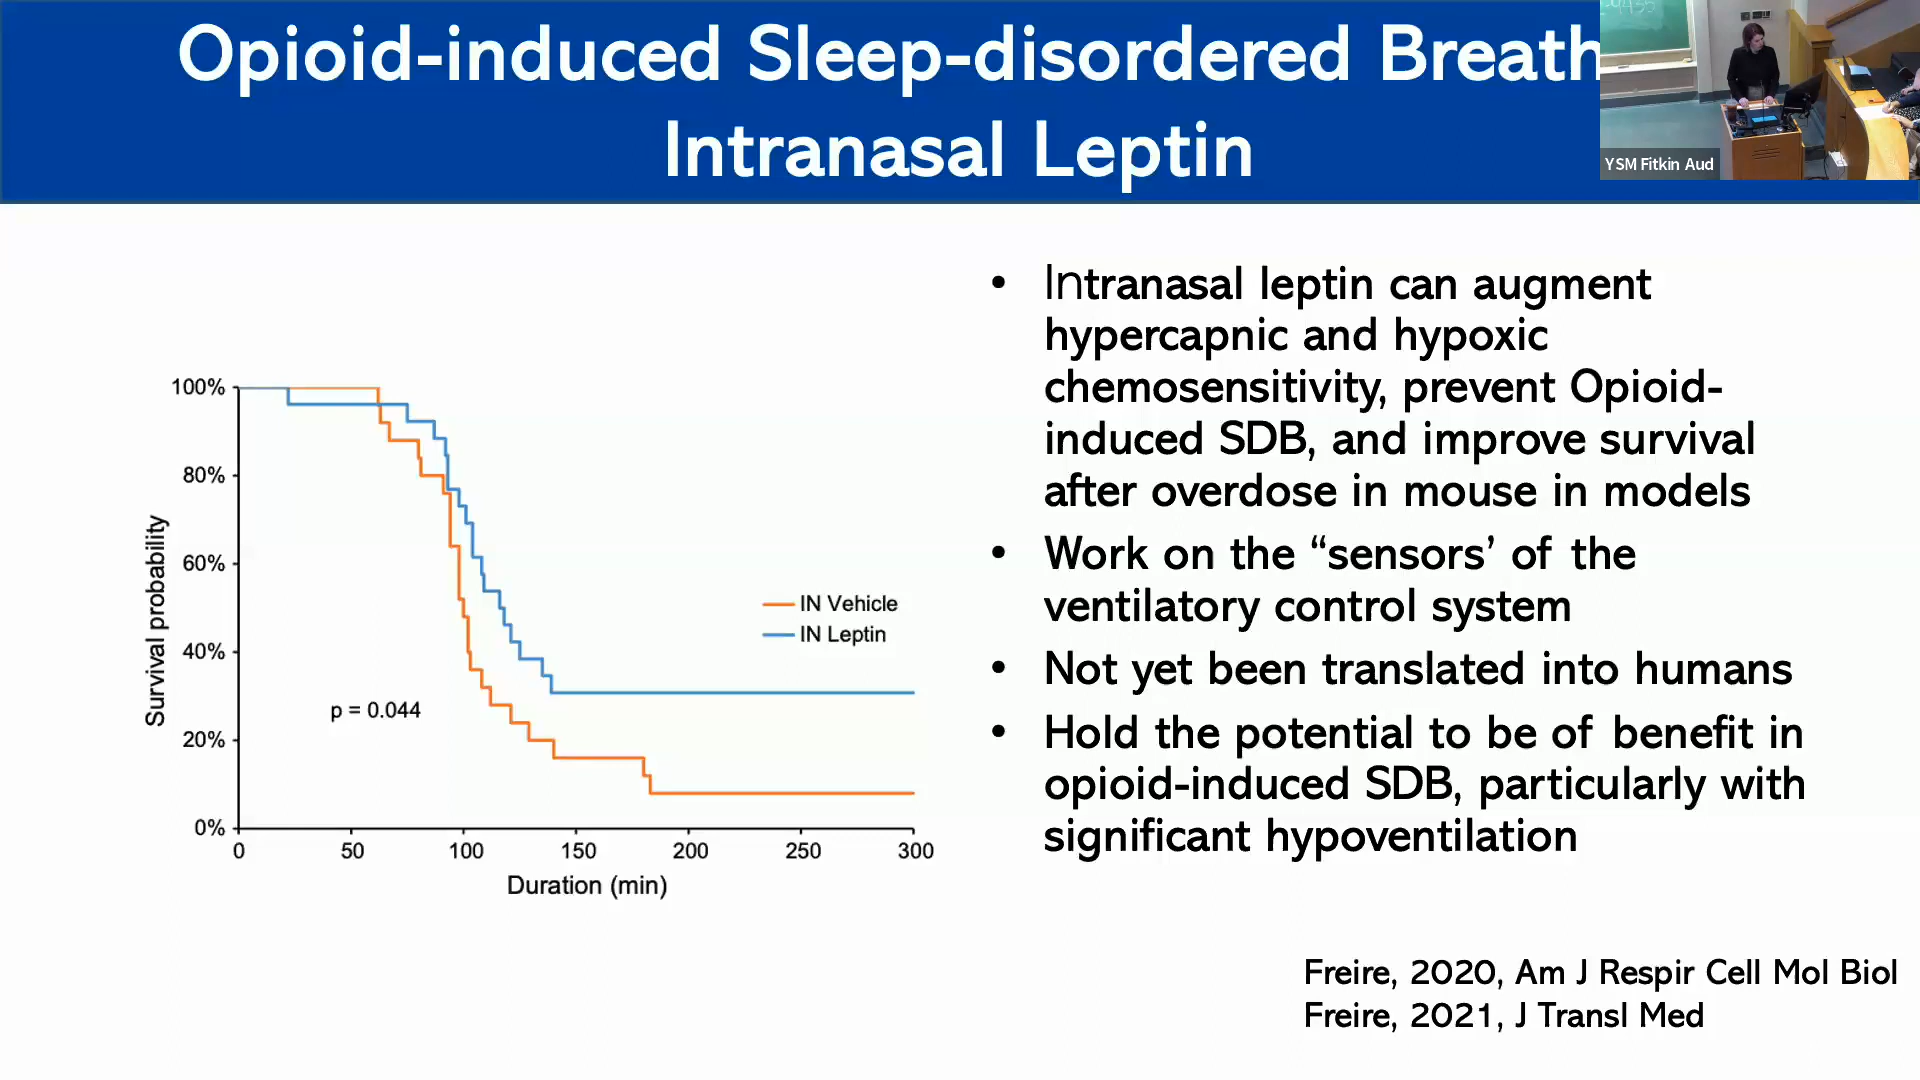 Opioid-induced Sleep-disordered Breath
Intranasal Leptin
YSM Fitkin Aud
• Intranasal leptin can augment
hypercapnic and hypoxic
chemosensitivity, prevent Opioid-
induced SDB, and improve survival
after overdose in mouse in models
• Work on the “sensors’ of the
ventilatory control system
• Not yet been translated into humans
• Hold the potential to be of benefit in
opioid-induced SDB, particularly with
significant hypoventilation
Survival probability
100%
80%
60%
40%
20%
0%
IN Vehicle
IN Leptin
p = 0.044
0 50 100 150 200 250 300
Duration (min)
Freire, 2020, Am J Respir Cell Mol Biol
Freire, 2021, J Transl Med